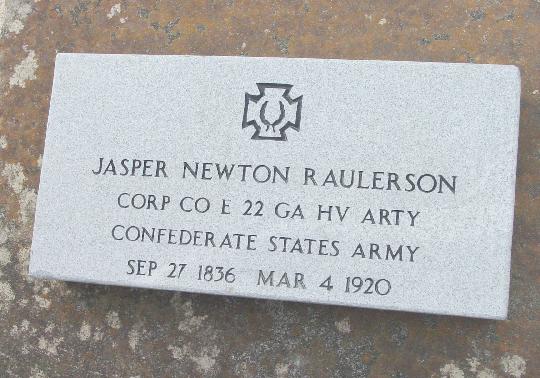 JASPER NEWTON RAULERSON
CORP CO E 22 GA HV ARTY
CONFEDERATE STATES ARMY
SEP 27 1836 MAR 4 1920